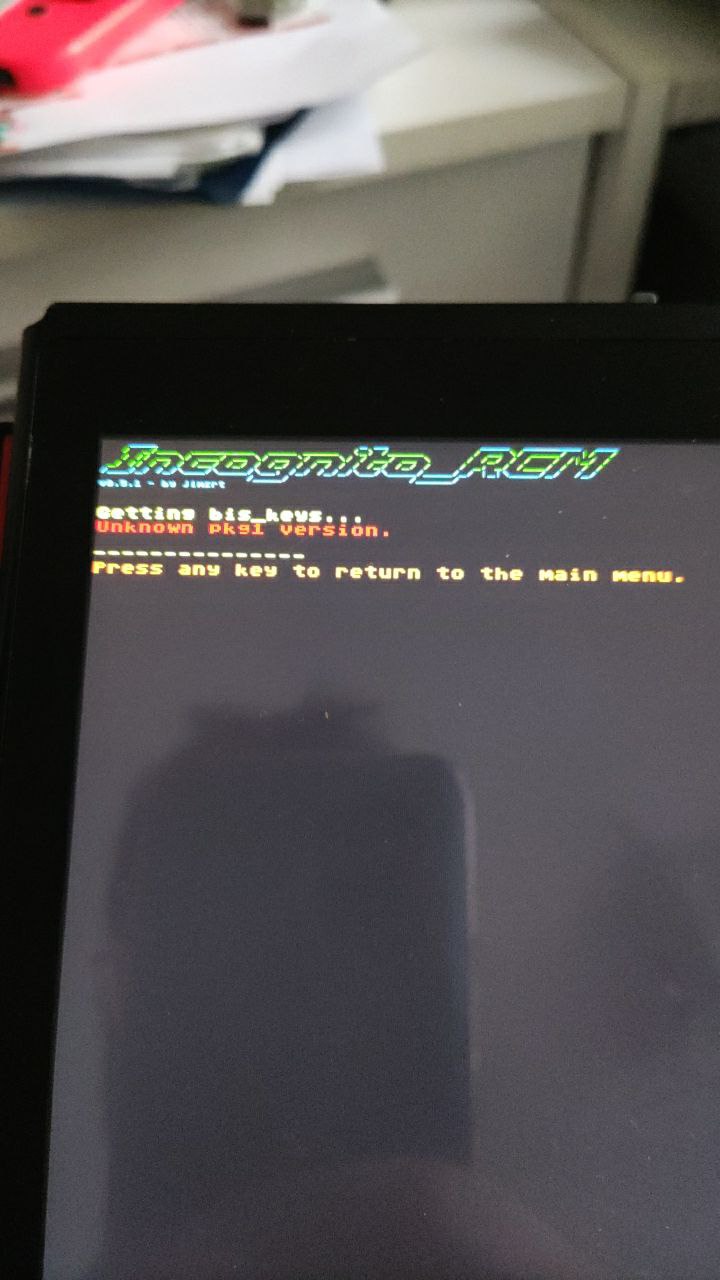 Incognito_RCM
v0.5.1 - by Jimzrt
Getting bis_keys...
Unknown pkg1 version.
---------------
Press any key to return to the main menu.